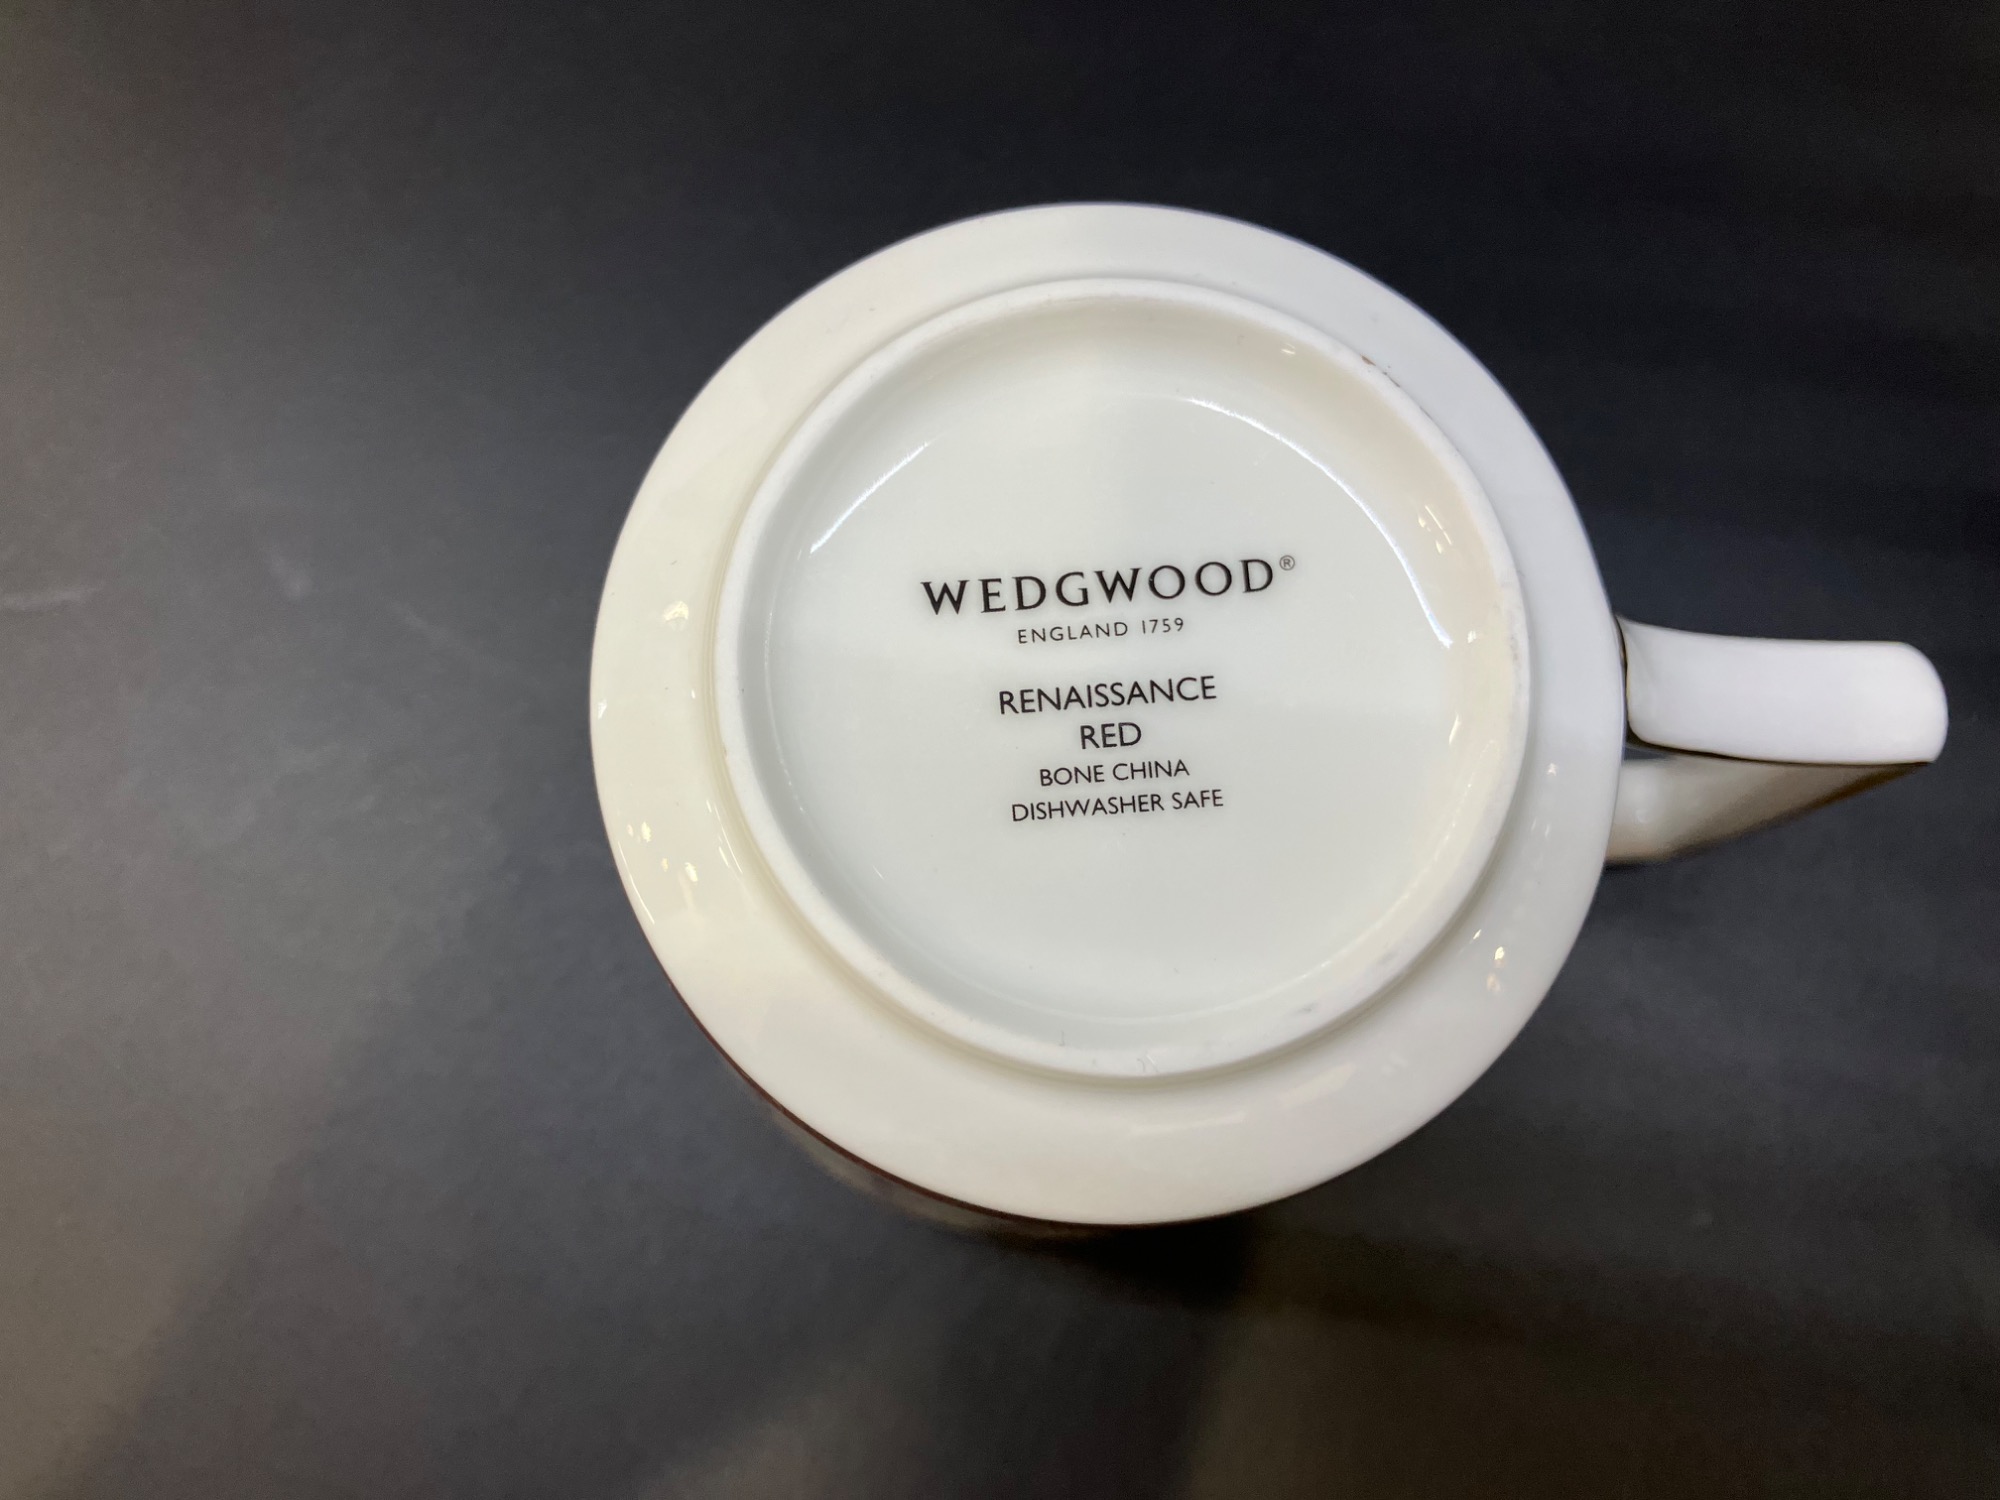 WEDGWOOD®
ENGLAND 1759
RENAISSANCE
RED
BONE CHINA
DISHWASHER SAFE